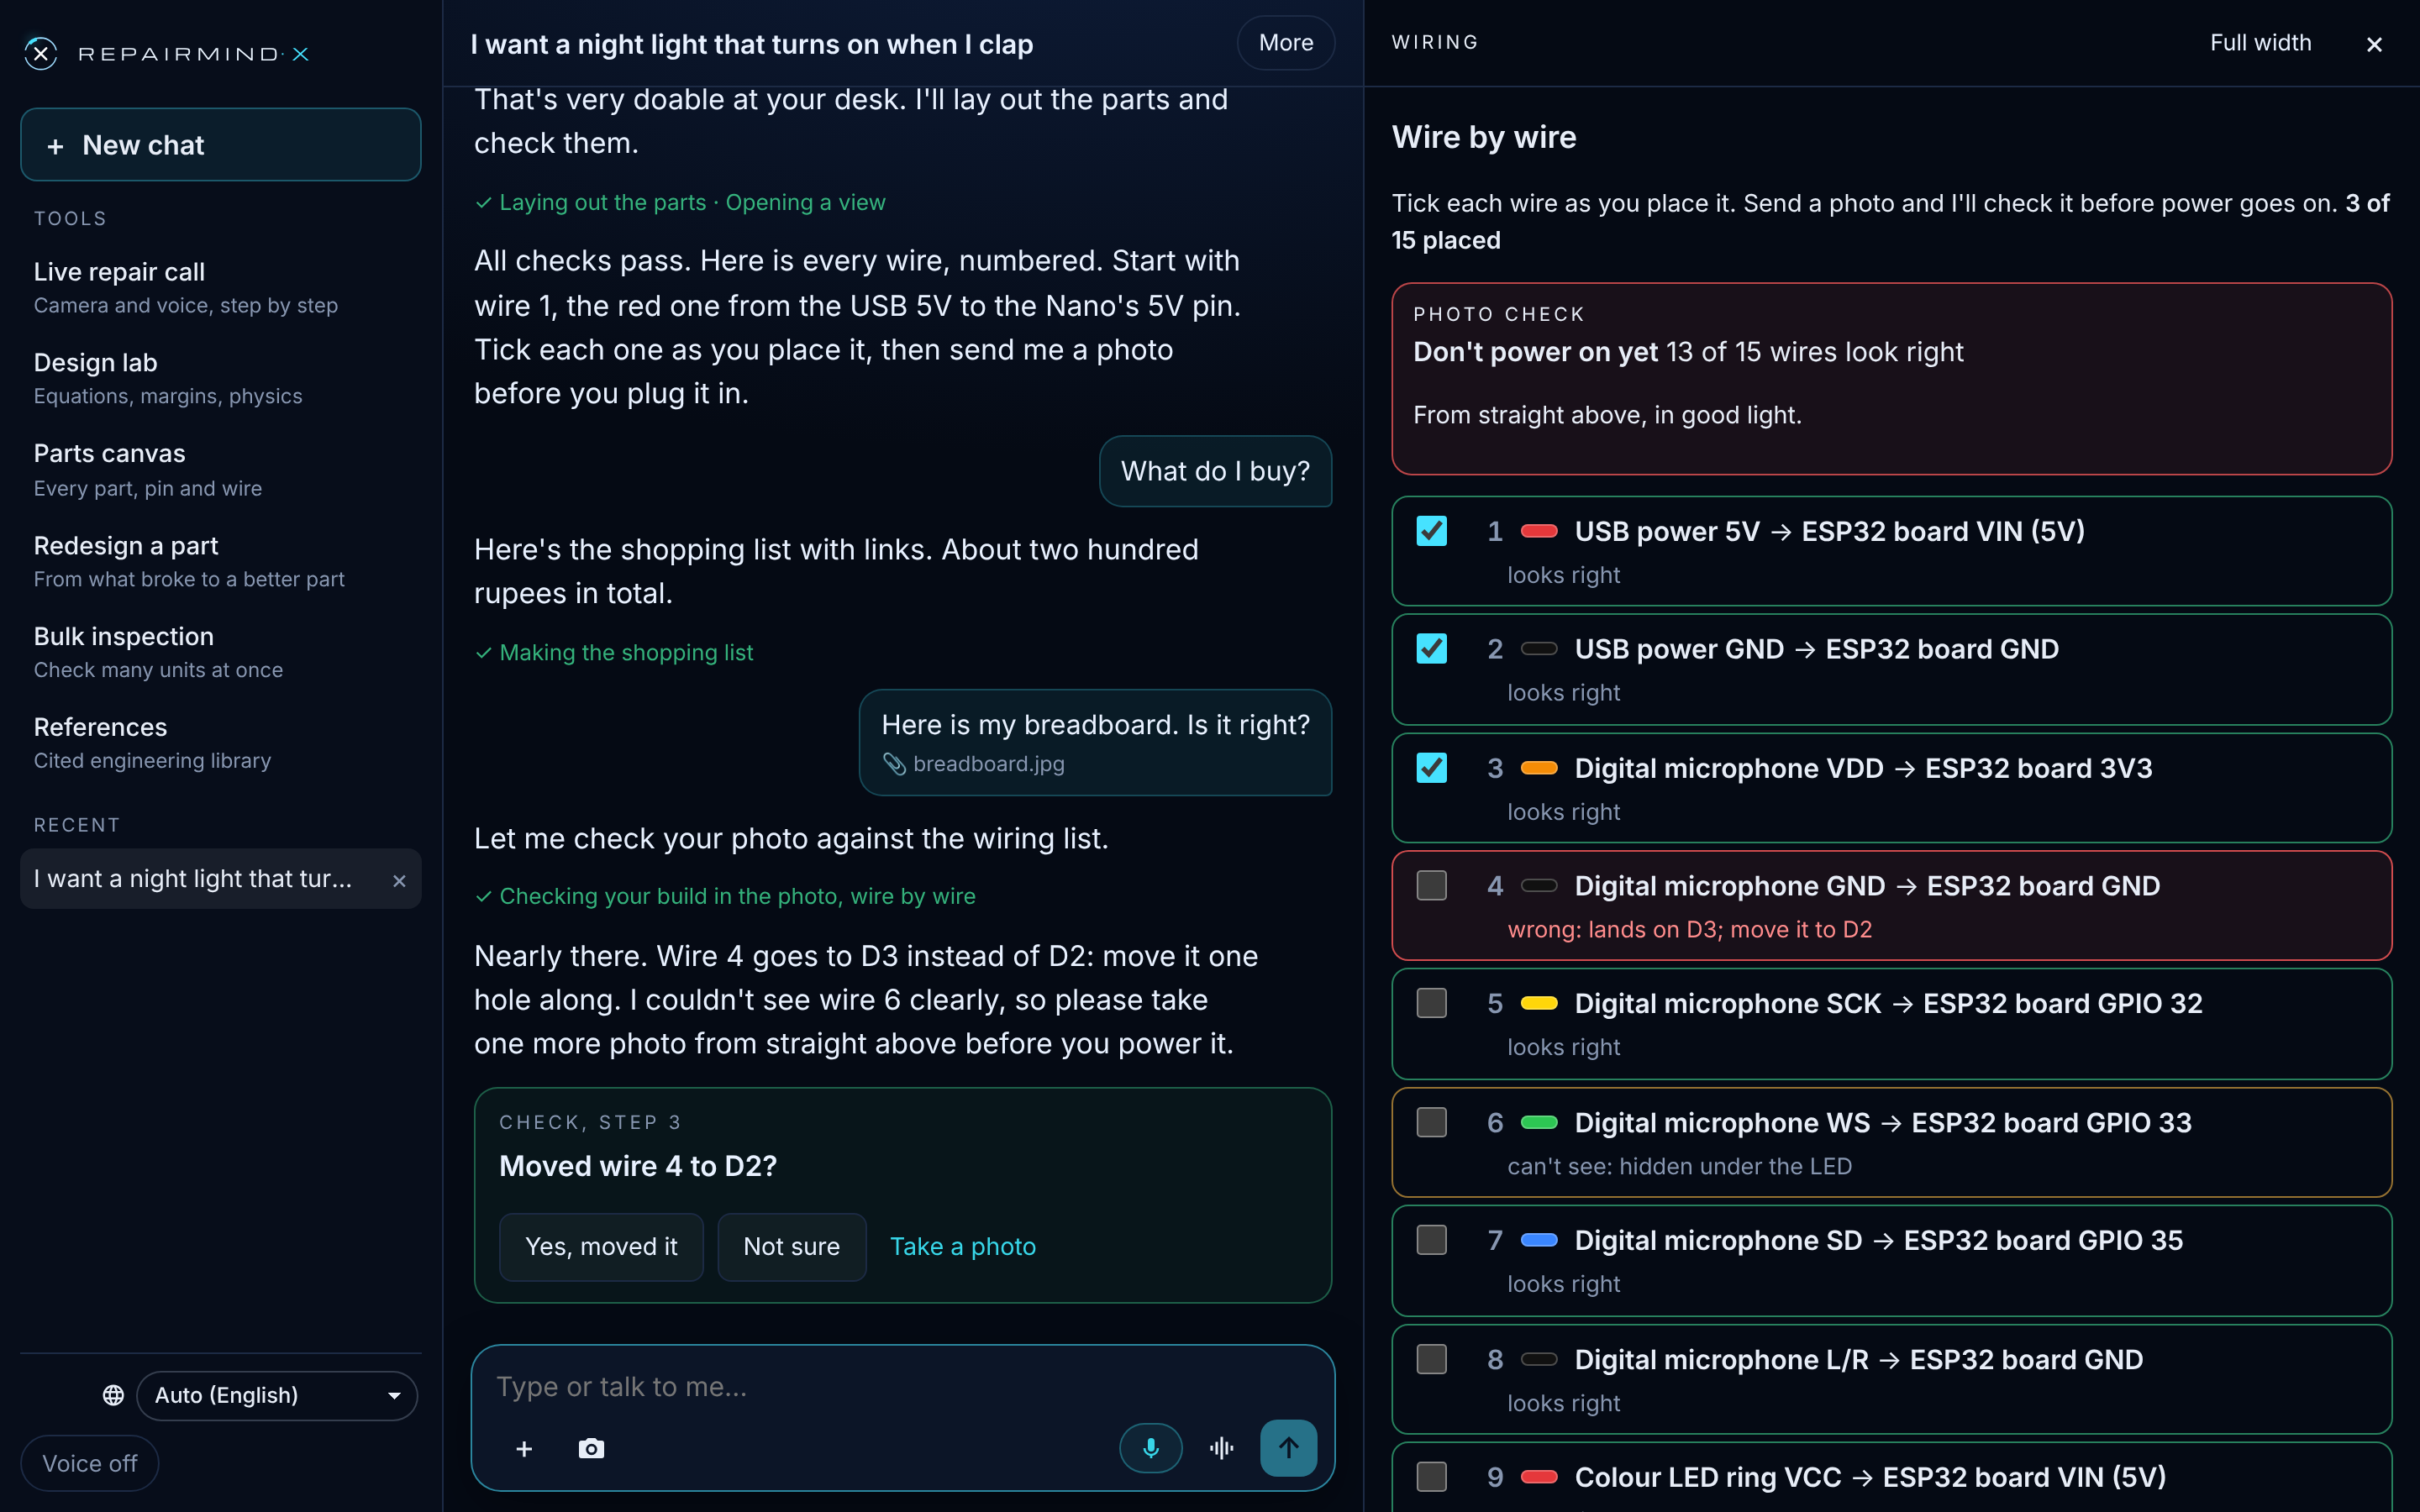 REPAIRMIND·X
+ New chat
TOOLS
Live repair call
Camera and voice, step by step
Design lab
Equations, margins, physics
Parts canvas
Every part, pin and wire
Redesign a part
From what broke to a better part
Bulk inspection
Check many units at once
References
Cited engineering library
RECENT
I want a night light that tur... ×
Auto (English)
Voice off
I want a night light that turns on when I clap
More
That's very doable at your desk. I'll lay out the parts and
check them.
✓ Laying out the parts · Opening a view
All checks pass. Here is every wire, numbered. Start with
wire 1, the red one from the USB 5V to the Nano's 5V pin.
Tick each one as you place it, then send me a photo
before you plug it in.
What do I buy?
Here's the shopping list with links. About two hundred
rupees in total.
✓ Making the shopping list
Here is my breadboard. Is it right?
breadboard.jpg
Let me check your photo against the wiring list.
✓ Checking your build in the photo, wire by wire
Nearly there. Wire 4 goes to D3 instead of D2: move it one
hole along. I couldn't see wire 6 clearly, so please take
one more photo from straight above before you power it.
CHECK, STEP 3
Moved wire 4 to D2?
Yes, moved it
Not sure
Take a photo
Type or talk to me...
WIRING
Full width ×
Wire by wire
Tick each wire as you place it. Send a photo and I'll check it before power goes on. 3 of
15 placed
PHOTO CHECK
Don't power on yet 13 of 15 wires look right
From straight above, in good light.
1 USB power 5V → ESP32 board VIN (5V)
looks right
2 USB power GND → ESP32 board GND
looks right
3 Digital microphone VDD → ESP32 board 3V3
looks right
4 Digital microphone GND → ESP32 board GND
wrong: lands on D3; move it to D2
5 Digital microphone SCK → ESP32 board GPIO 32
looks right
6 Digital microphone WS → ESP32 board GPIO 33
can't see: hidden under the LED
7 Digital microphone SD → ESP32 board GPIO 35
looks right
8 Digital microphone L/R → ESP32 board GND
looks right
9 Colour LED ring VCC → ESP32 board VIN (5V)